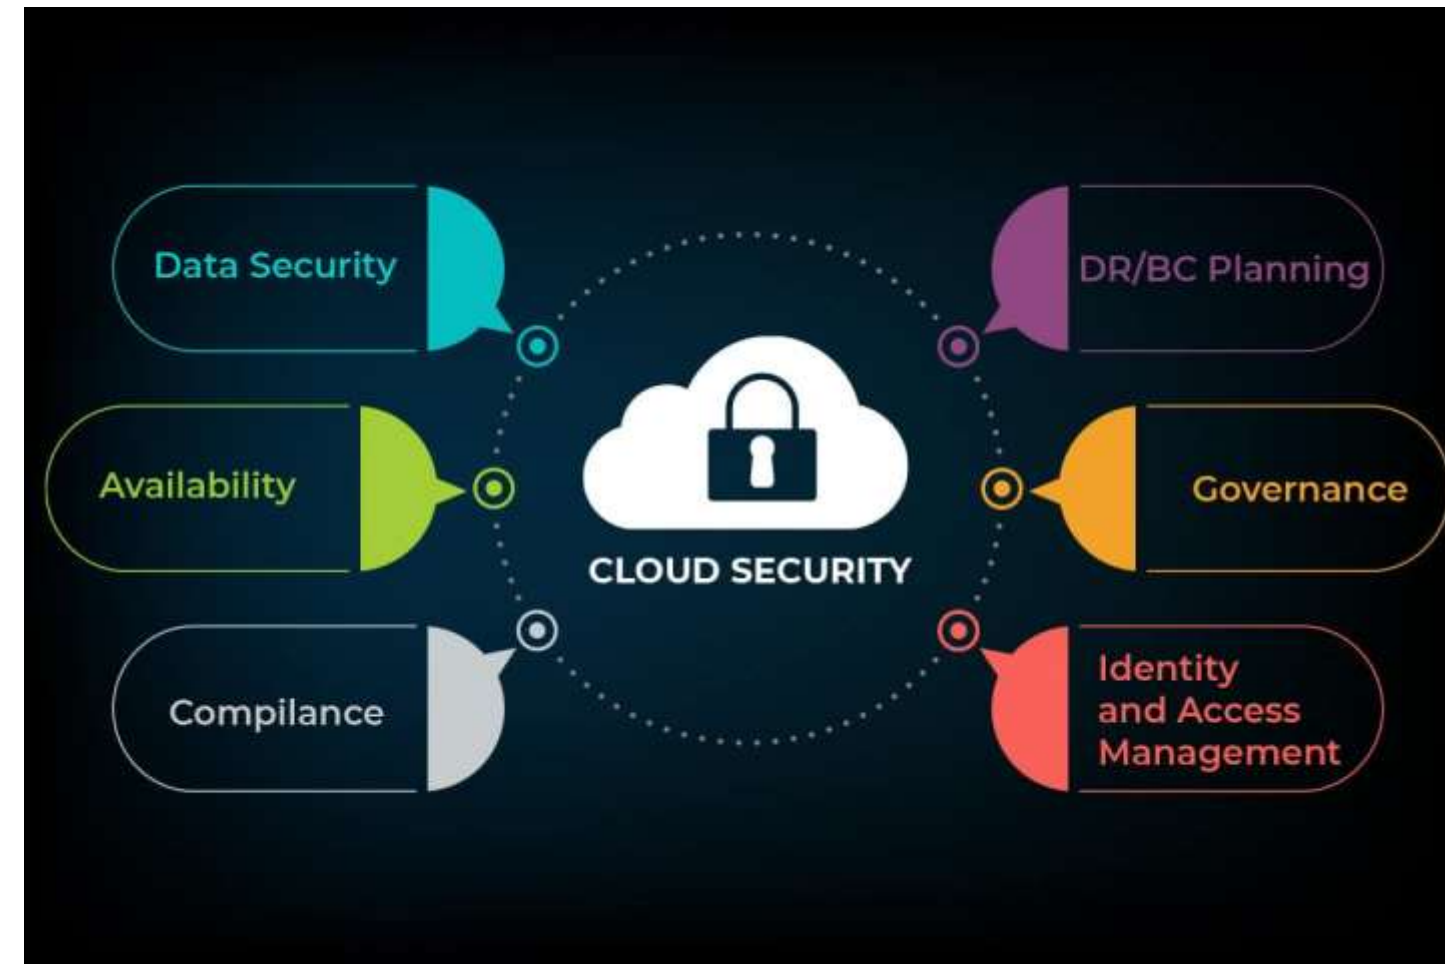 Data Security
DR/BC Planning
Availability
Governance
CLOUD SECURITY
Compilance
Identity
and Access
Management